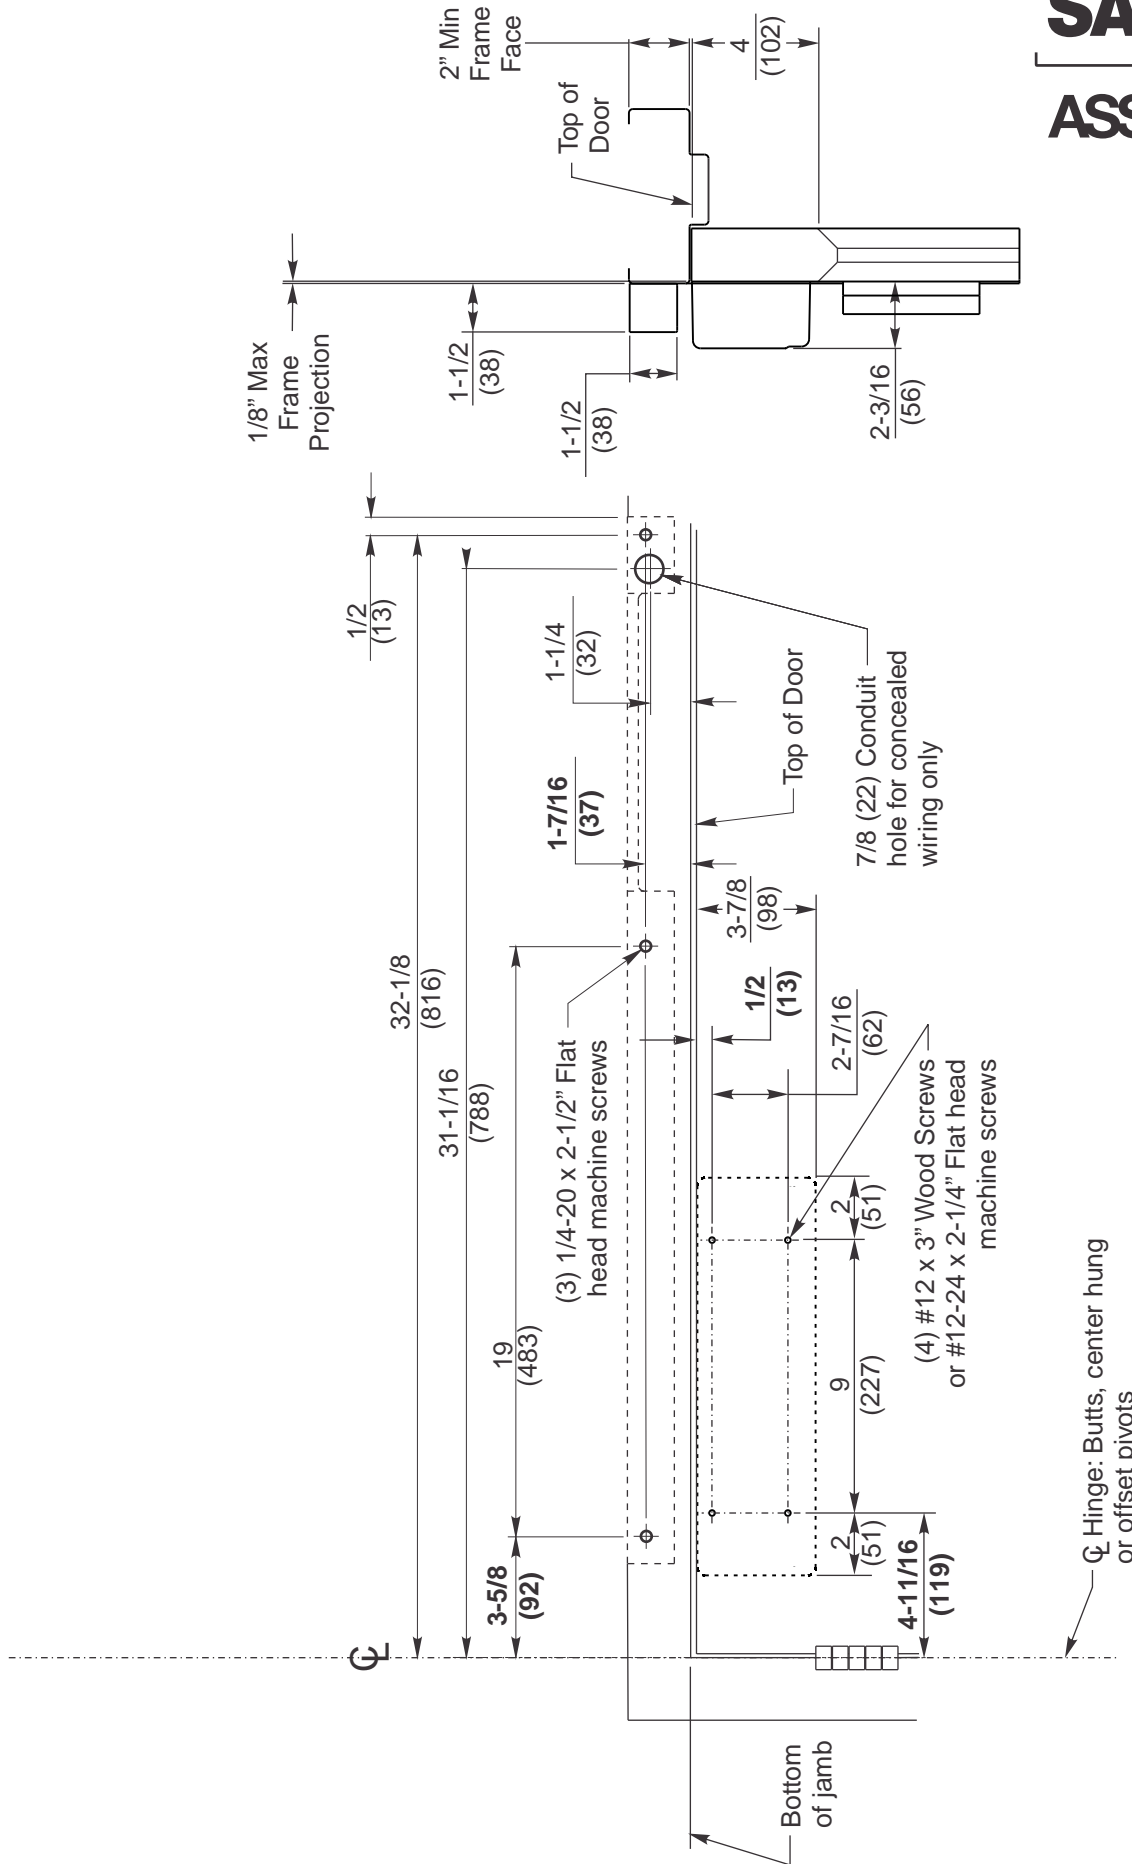 SA
ASS
2” Min
Frame
Face
4
(102)
Top of
Door
1/8” Max
Frame
Projection
1-1/2
(38)
1-1/2
(38)
2-3/16
(56)
1/2
(13)
32-1/8
(816)
31-1/16
(788)
19
(483)
3-5/8
(92)
1-1/4
(32)
1-7/16
(37)
(3) 1/4-20 x 2-1/2” Flat
head machine screws
Top of Door
7/8 (22) Conduit
hole for concealed
wiring only
3-7/8
(98)
1/2
(13)
2-7/16
(62)
2
(51)
9
(227)
2
(51)
4-11/16
(119)
(4) #12 x 3” Wood Screws
or #12-24 x 2-1/4” Flat head
machine screws
℄
℄ Hinge: Butts, center hung
or offset pivots
Bottom
of jamb